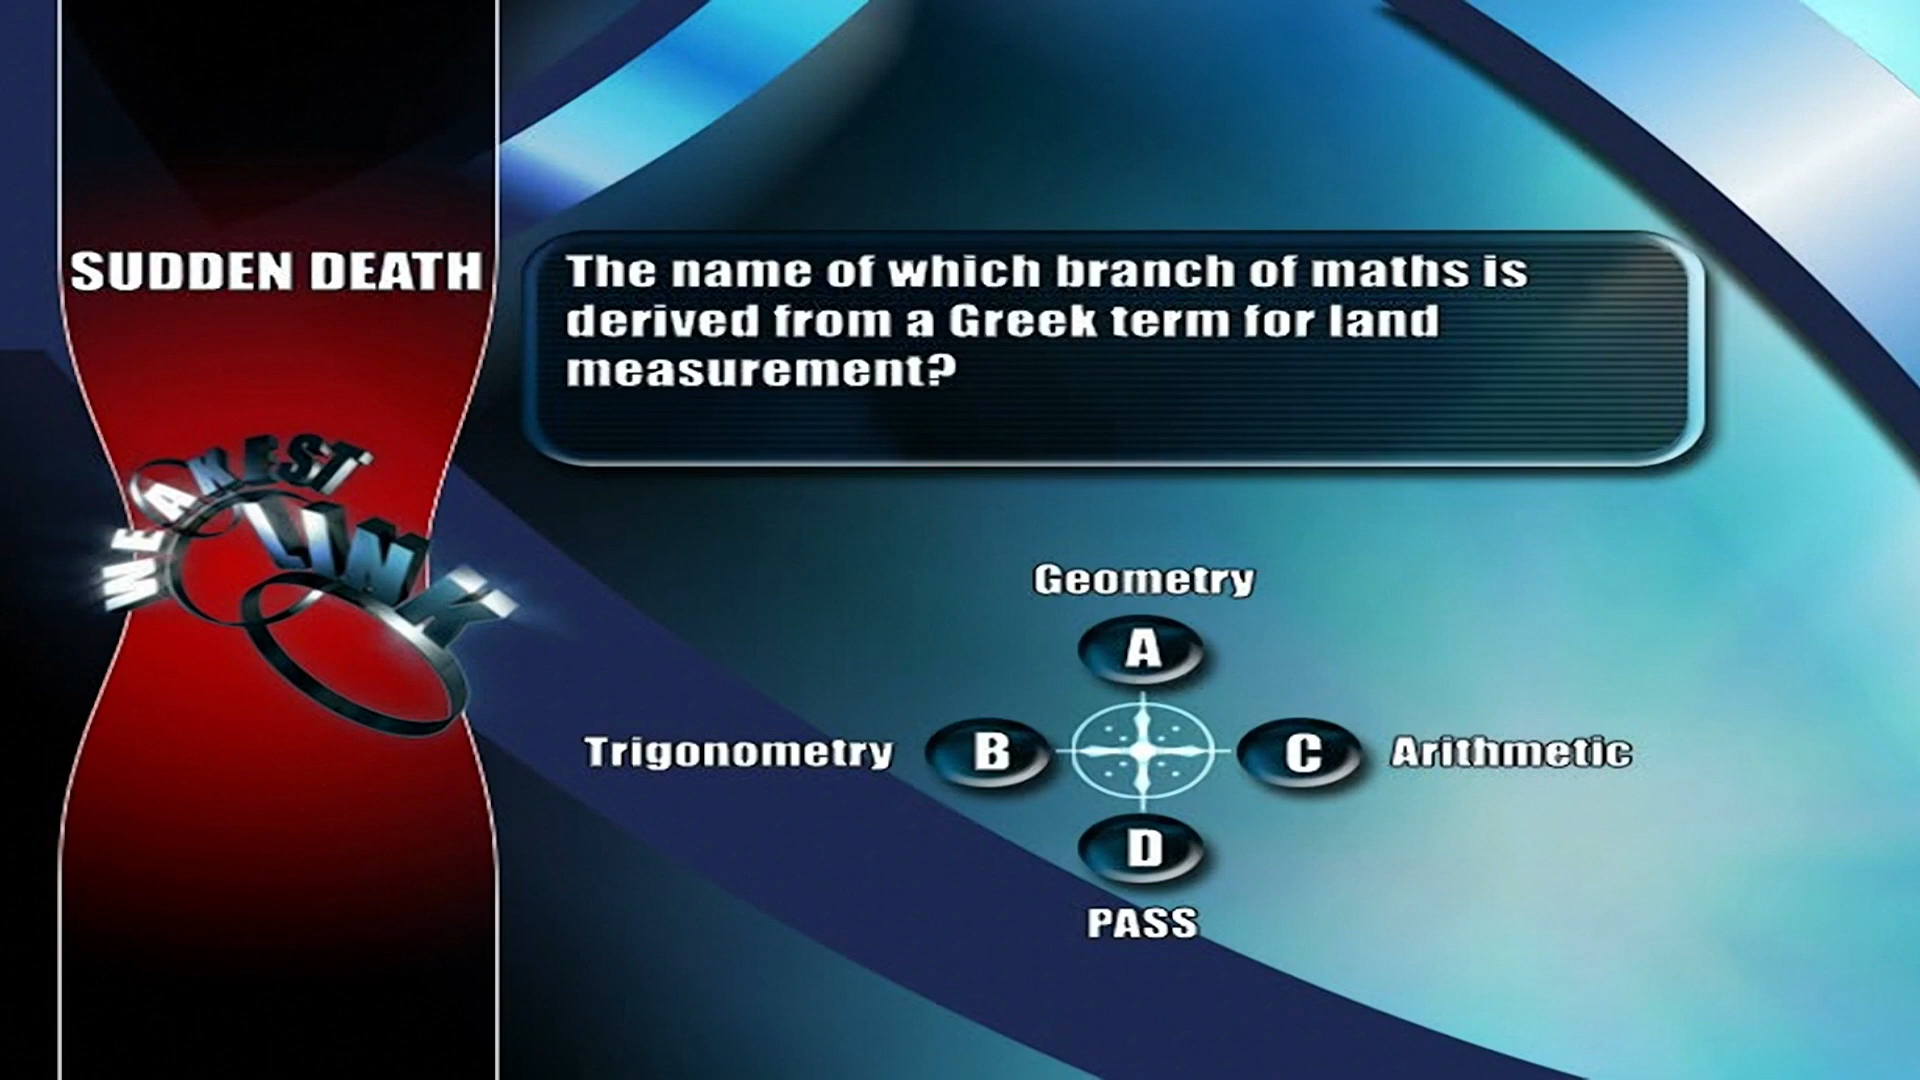 SUDDEN DEATH
The name of which branch of maths is
derived from a Greek term for land
measurement?
WEAKEST
LINK
Geometry
A
Trigonometry
B
C
Arithmetic
D
PASS